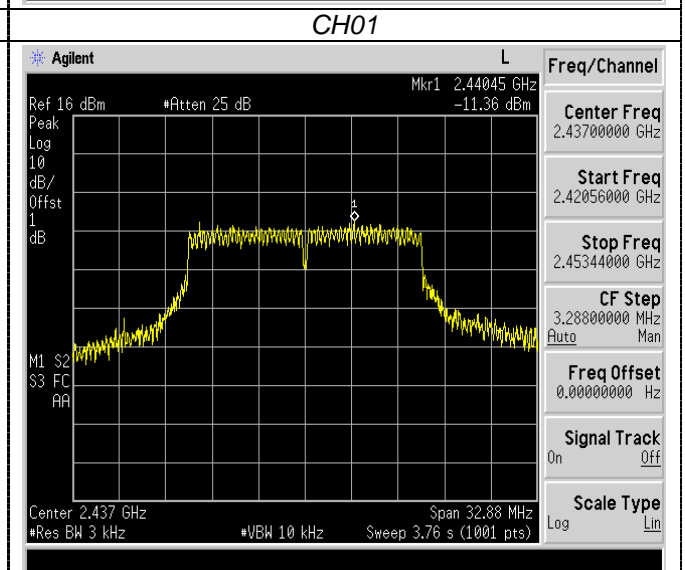 CH01
Agilent L
Mkr1 2.44045 GHz
Ref 16 dBm #Atten 25 dB -11.36 dBm
Peak
Log
10
dB/
Offst
1
dB
1
M1 S2
S3 FC
AA
Center 2.437 GHz Span 32.88 MHz
#Res BW 3 kHz #VBW 10 kHz Sweep 3.76 s (1001 pts)
Freq/Channel
Center Freq
2.43700000 GHz
Start Freq
2.42056000 GHz
Stop Freq
2.45344000 GHz
CF Step
3.28800000 MHz
Auto Man
Freq Offset
0.00000000 Hz
Signal Track
On Off
Scale Type
Log Lin